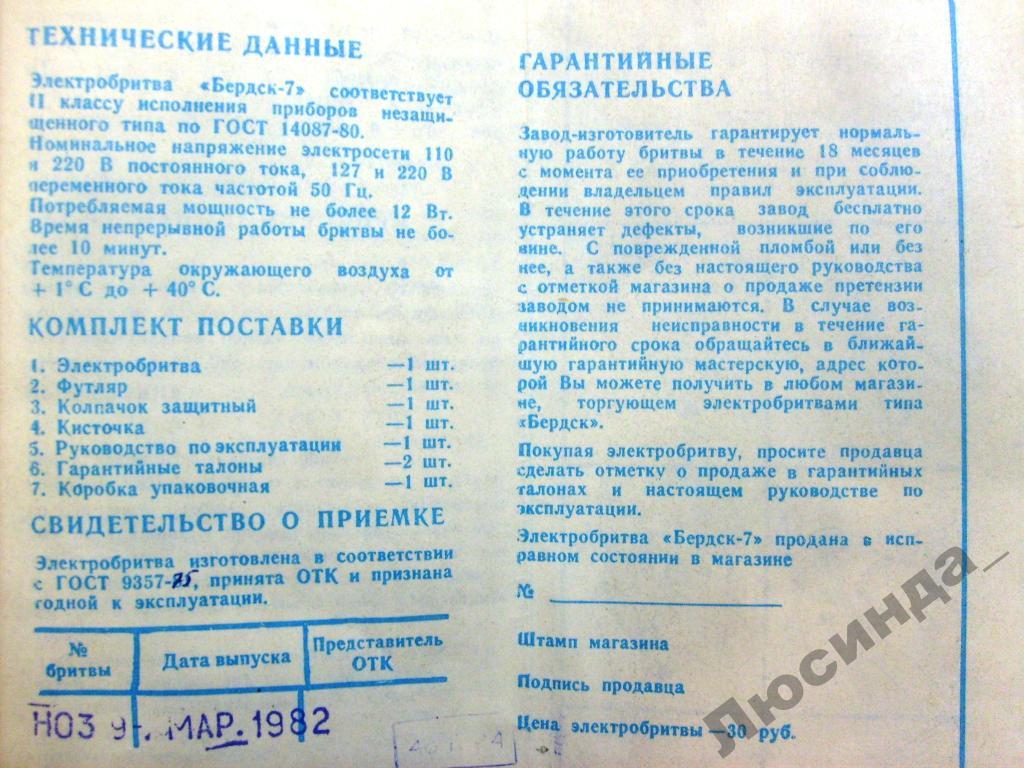 ТЕХНИЧЕСКИЕ ДАННЫЕ
Электробритва «Бердск-7» соответствует
II классу исполнения приборов незащи-
щенного типа по ГОСТ 14087-80.
Номинальное напряжение электросети 110
и 220 В постоянного тока, 127 и 220 В
переменного тока частотой 50 Гц.
Потребляемая мощность не более 12 Вт.
Время непрерывной работы бритвы не бо-
лее 10 минут.
Температура окружающего воздуха от
+ 1° С до + 40° С.
КОМПЛЕКТ ПОСТАВКИ
1. Электробритва —1 шт.
2. Футляр —1 шт.
3. Колпачок защитный —1 шт.
4. Кисточка —1 шт.
5. Руководство по эксплуатации —1 шт.
6. Гарантийные талоны —2 шт.
7. Коробка упаковочная —1 шт.
СВИДЕТЕЛЬСТВО О ПРИЕМКЕ
Электробритва изготовлена в соответствии
с ГОСТ 9357-75, принята ОТК и признана
годной к эксплуатации.
№
бритвы
Дата выпуска
Представитель
ОТК
НОЗ 9 МАР. 1982
ГАРАНТИЙНЫЕ
ОБЯЗАТЕЛЬСТВА
Завод-изготовитель гарантирует нормаль-
ную работу бритвы в течение 18 месяцев
с момента ее приобретения и при соблю-
дении владельцем правил эксплуатации.
В течение этого срока завод бесплатно
устраняет дефекты, возникшие по его
вине. С поврежденной пломбой или без
нее, а также без настоящего руководства
с отметкой магазина о продаже претензии
заводом не принимаются. В случае воз-
никновения неисправности в течение га-
рантийного срока обращайтесь в ближай-
шую гарантийную мастерскую, адрес кото-
рой Вы можете получить в любом магази-
не, торгующем электробритвами типа
«Бердск».
Покупая электробритву, просите продавца
сделать отметку о продаже в гарантийных
талонах и настоящем руководстве по
эксплуатации.
Электробритва «Бердск-7» продана в ис-
правном состоянии в магазине
№
Штамп магазина
Подпись продавца
Цена электробритвы —30 руб.
Люсинда_